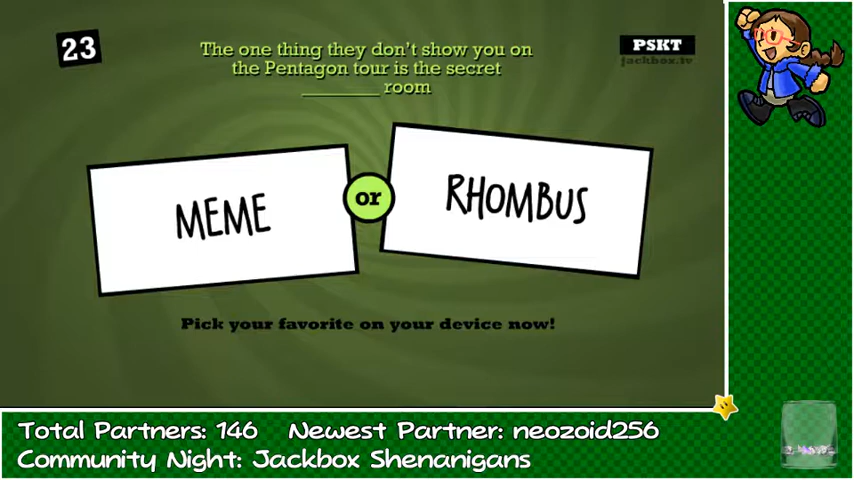 23
The one thing they don't show you on
the Pentagon tour is the secret
________ room
PSKT
jackbox.tv
MEME
or
RHOMBUS
Pick your favorite on your device now!
Total Partners: 146 Newest Partner: neozoid256
Community Night: Jackbox Shenanigans